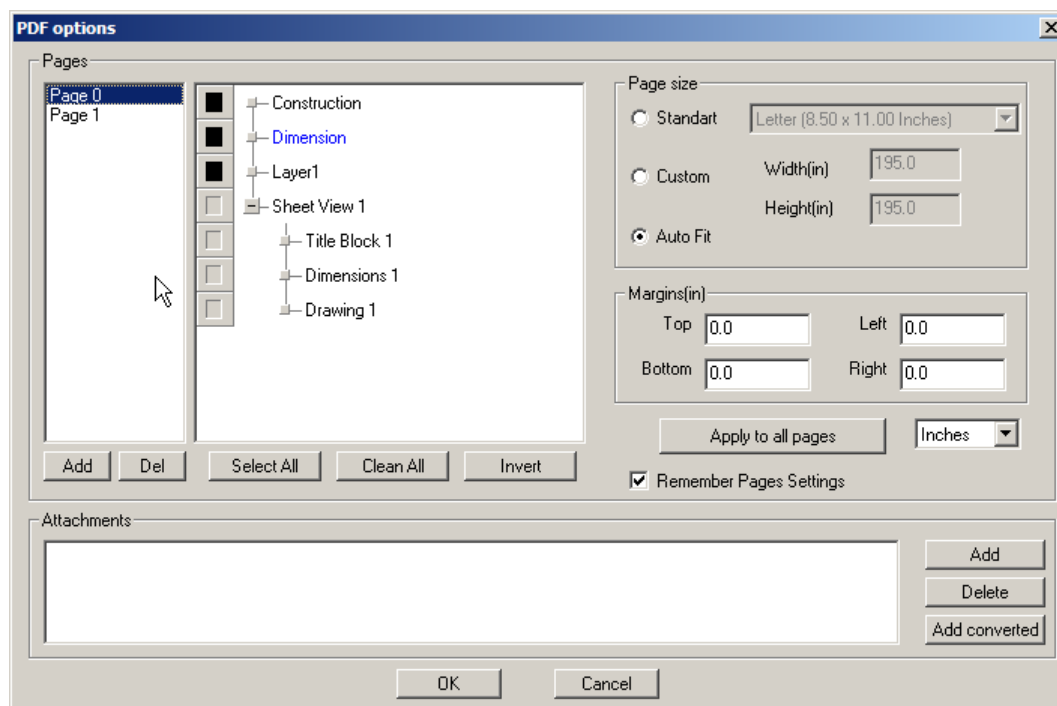 PDF options
Pages
Page 0
Page 1
Construction
Dimension
Layer1
Sheet View 1
Title Block 1
Dimensions 1
Drawing 1
Add
Del
Select All
Clean All
Invert
Page size
Standart
Letter (8.50 x 11.00 Inches)
Custom
Width(in)
195.0
Height(in)
195.0
Auto Fit
Margins(in)
Top
0.0
Left
0.0
Bottom
0.0
Right
0.0
Apply to all pages
Inches
Remember Pages Settings
Attachments
Add
Delete
Add converted
OK
Cancel